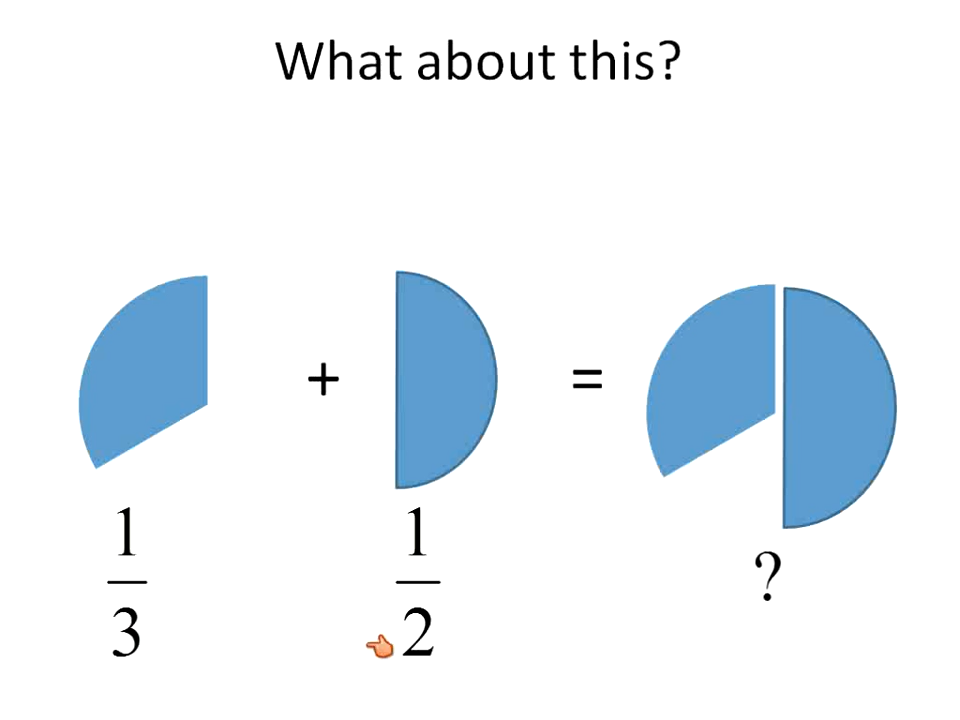 What about this?
+ =
1/3 1/2 ?